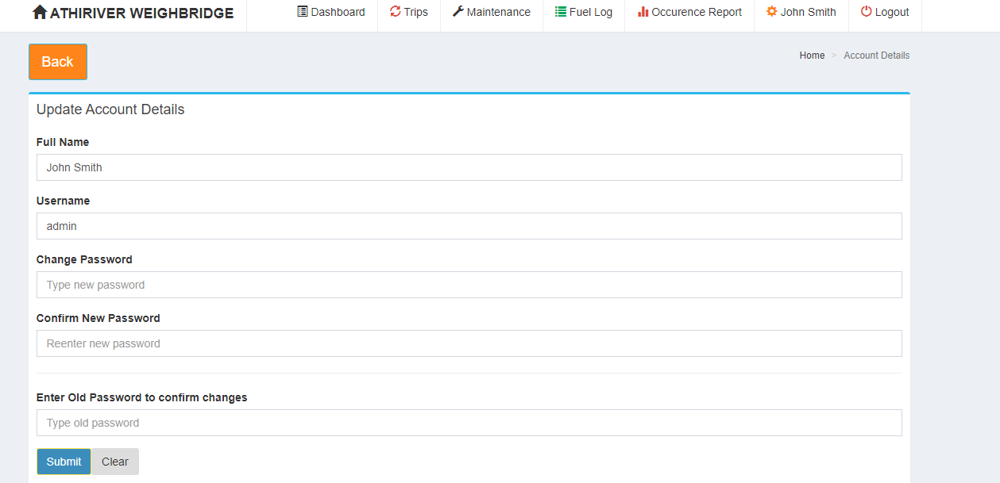 ATHIRIVER WEIGHBRIDGE Dashboard Trips Maintenance Fuel Log Occurence Report John Smith Logout
Back Home > Account Details
Update Account Details
Full Name
John Smith
Username
admin
Change Password
Type new password
Confirm New Password
Reenter new password
Enter Old Password to confirm changes
Type old password
Submit Clear